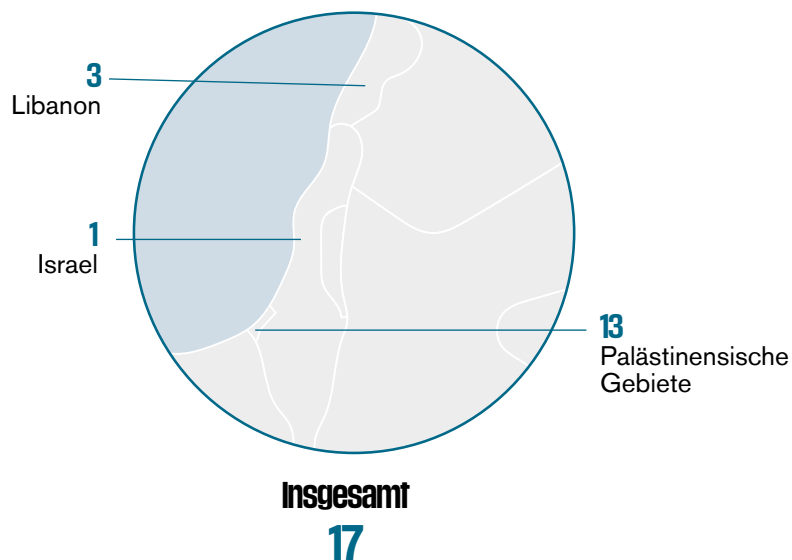 3
Libanon
1
Israel
13
Palästinensische
Gebiete
Insgesamt
17